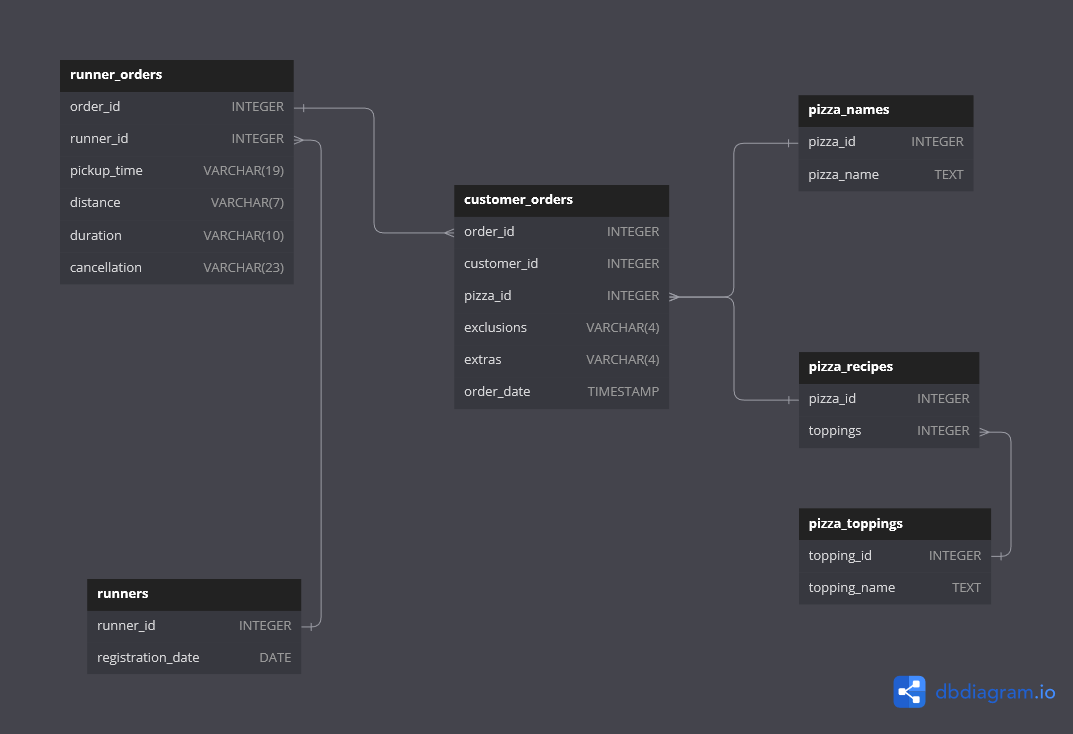 runner_orders
order_id INTEGER
runner_id INTEGER
pickup_time VARCHAR(19)
distance VARCHAR(7)
duration VARCHAR(10)
cancellation VARCHAR(23)
customer_orders
order_id INTEGER
customer_id INTEGER
pizza_id INTEGER
exclusions VARCHAR(4)
extras VARCHAR(4)
order_date TIMESTAMP
pizza_names
pizza_id INTEGER
pizza_name TEXT
pizza_recipes
pizza_id INTEGER
toppings INTEGER
pizza_toppings
topping_id INTEGER
topping_name TEXT
runners
runner_id INTEGER
registration_date DATE
dbdiagram.io